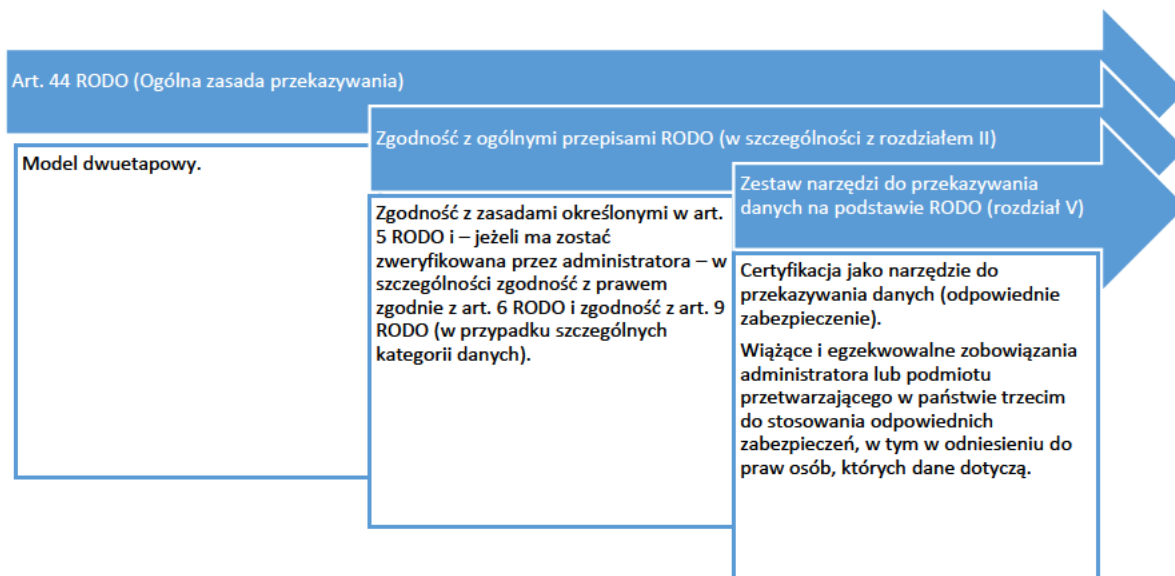 Art. 44 RODO (Ogólna zasada przekazywania)
Model dwuetapowy.
Zgodność z ogólnymi przepisami RODO (w szczególności z rozdziałem II)
Zgodność z zasadami określonymi w art.
5 RODO i – jeżeli ma zostać
zweryfikowana przez administratora – w
szczególności zgodność z prawem
zgodnie z art. 6 RODO i zgodność z art. 9
RODO (w przypadku szczególnych
kategorii danych).
Zestaw narzędzi do przekazywania
danych na podstawie RODO (rozdział V)
Certyfikacja jako narzędzie do
przekazywania danych (odpowiednie
zabezpieczenie).
Wiążące i egzekwowalne zobowiązania
administratora lub podmiotu
przetwarzającego w państwie trzecim
do stosowania odpowiednich
zabezpieczeń, w tym w odniesieniu do
praw osób, których dane dotyczą.